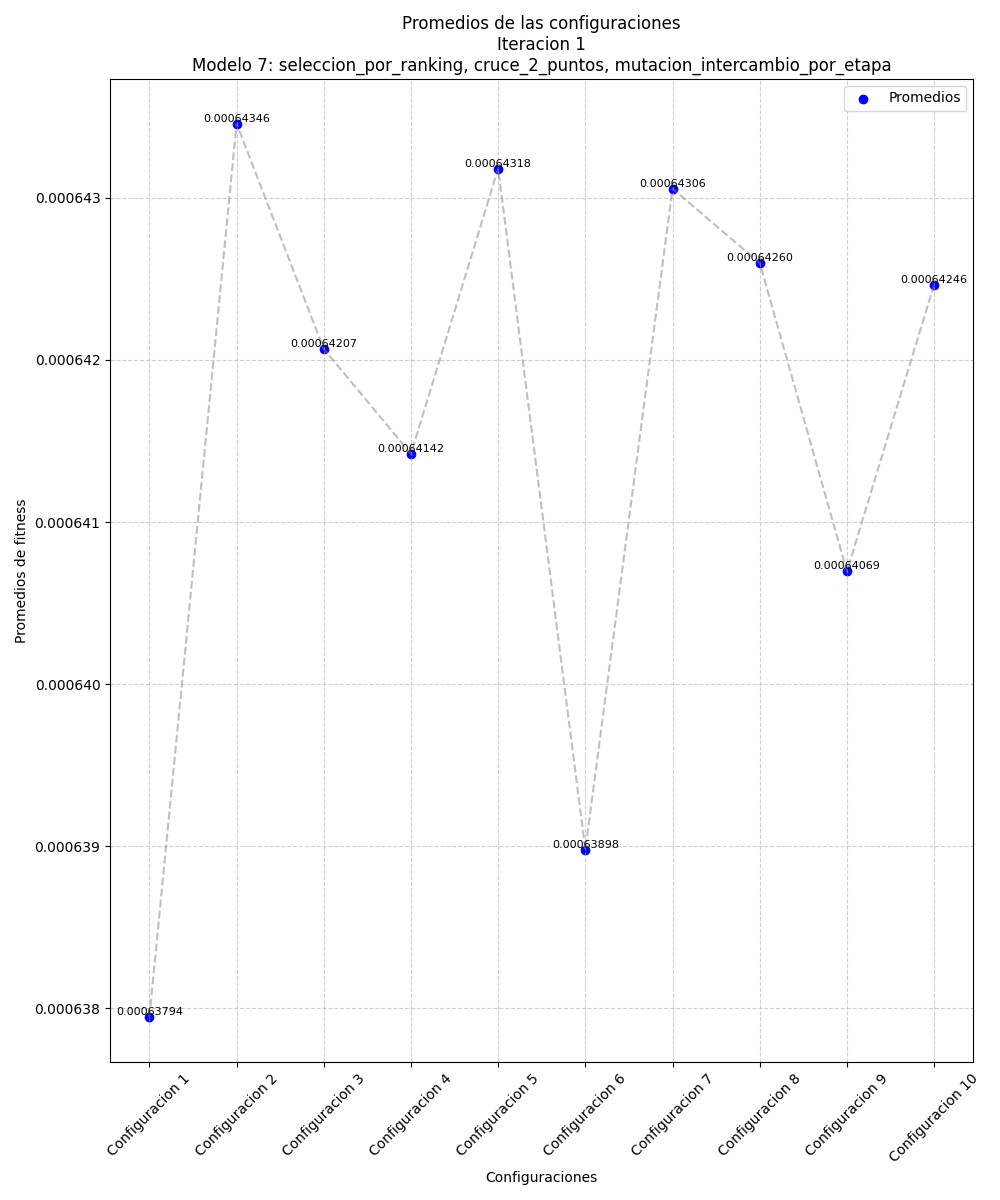 Promedios de las configuraciones
Iteracion 1
Modelo 7: seleccion_por_ranking, cruce_2_puntos, mutacion_intercambio_por_etapa
Promedios
0.00064346
0.00064318
0.00064306
0.00064260
0.00064246
0.00064207
0.00064142
0.00064069
0.00063898
0.00063794
0.000643
0.000642
0.000641
0.000640
0.000639
0.000638
Promedios de fitness
Configuracion 1
Configuracion 2
Configuracion 3
Configuracion 4
Configuracion 5
Configuracion 6
Configuracion 7
Configuracion 8
Configuracion 9
Configuracion 10
Configuraciones